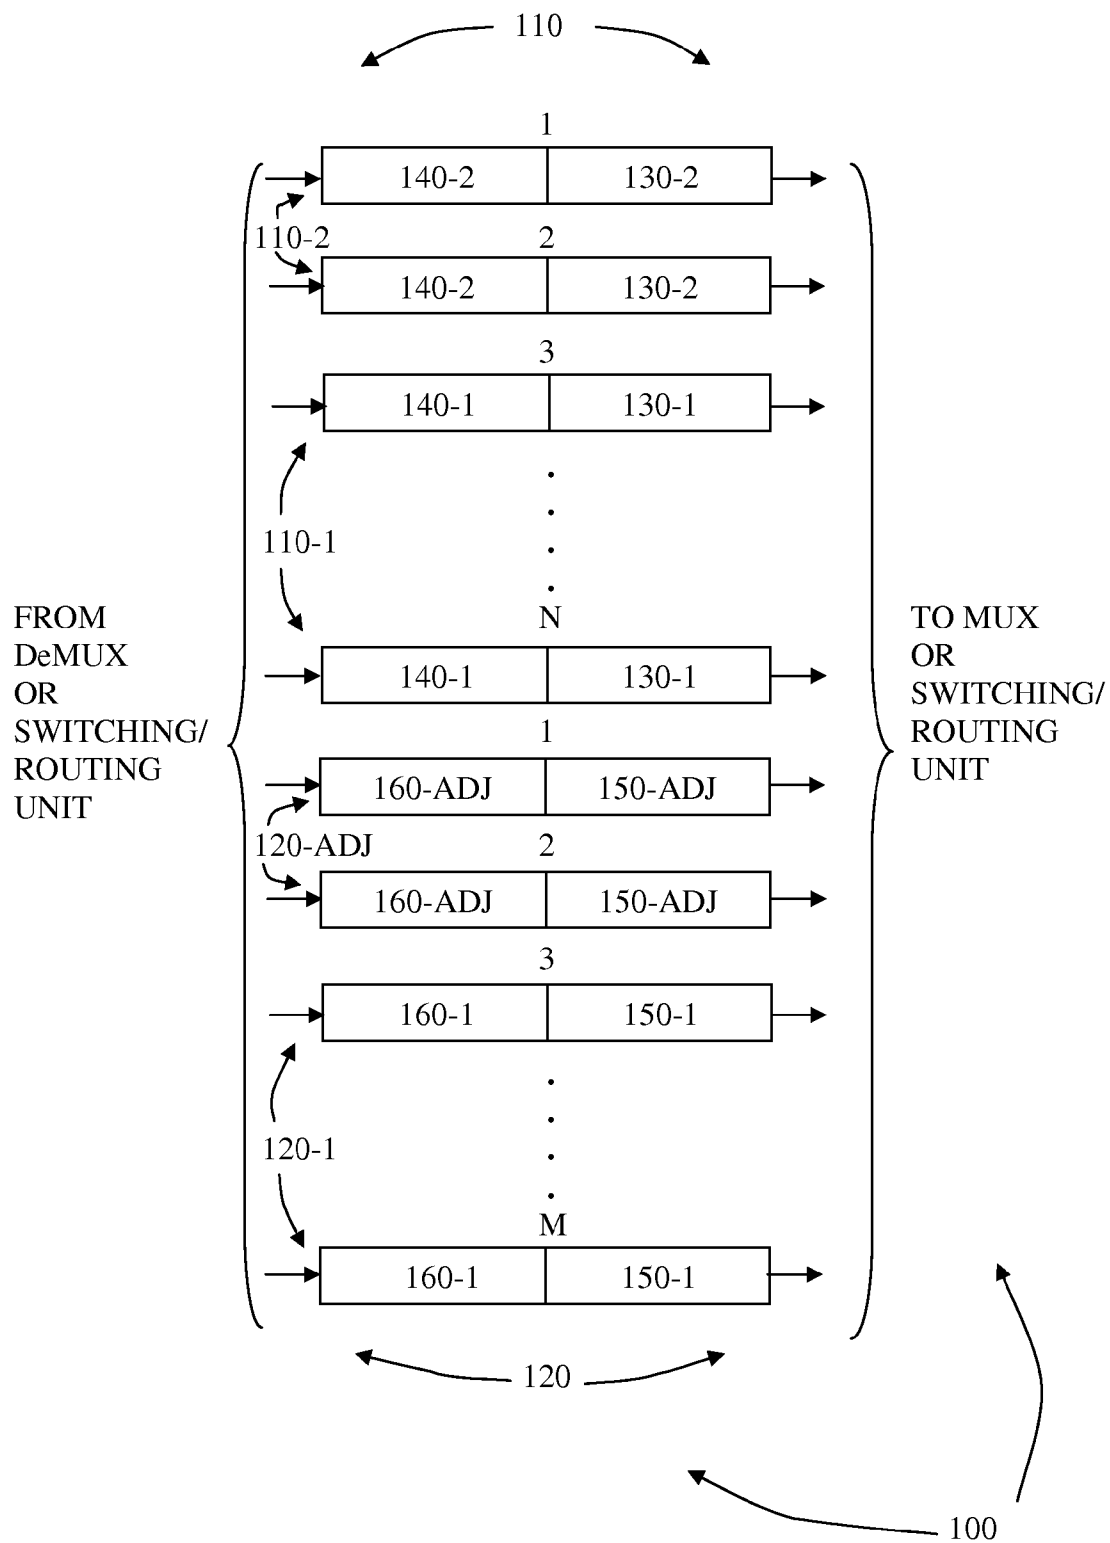 110
1
140-2 130-2
110-2 2
140-2 130-2
3
140-1 130-1
110-1
N
140-1 130-1
FROM
DeMUX
OR
SWITCHING/
ROUTING
UNIT
TO MUX
OR
SWITCHING/
ROUTING
UNIT
1
160-ADJ 150-ADJ
120-ADJ 2
160-ADJ 150-ADJ
3
160-1 150-1
120-1
M
160-1 150-1
120
100